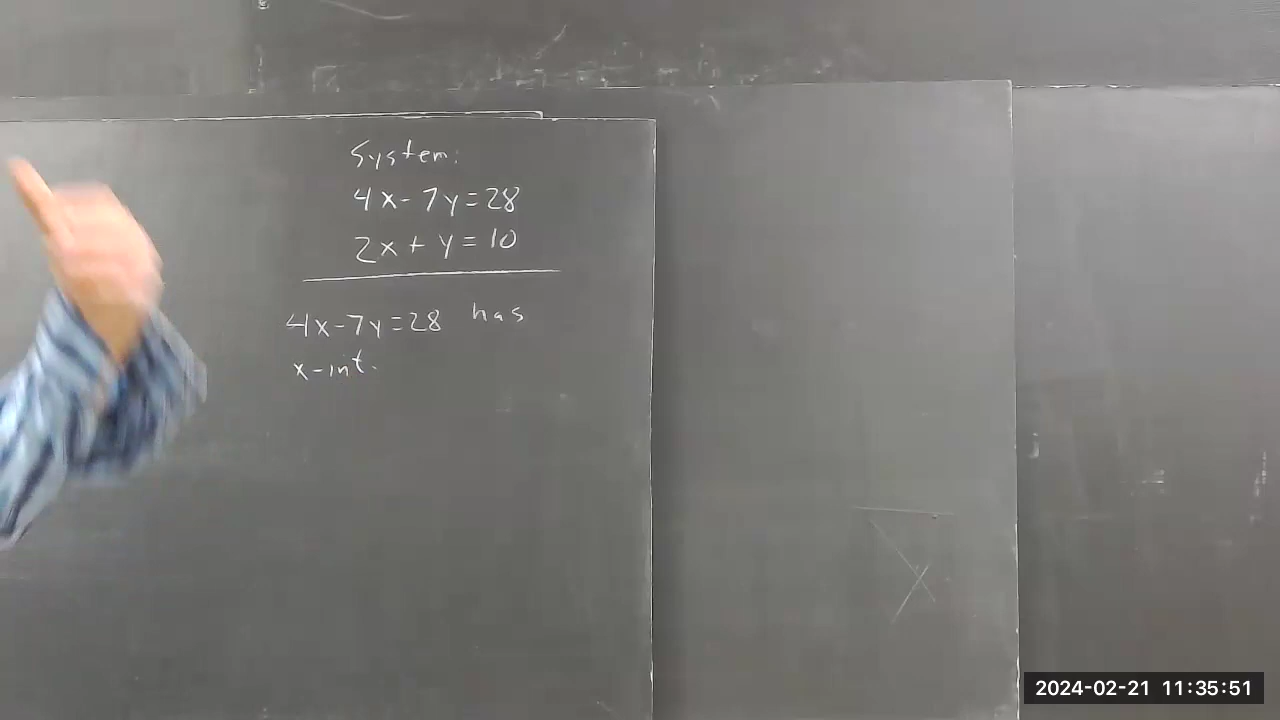 System:
4x-7y=28
2x+y=10
4x-7y=28 has
x-int.
2024-02-21 11:35:51